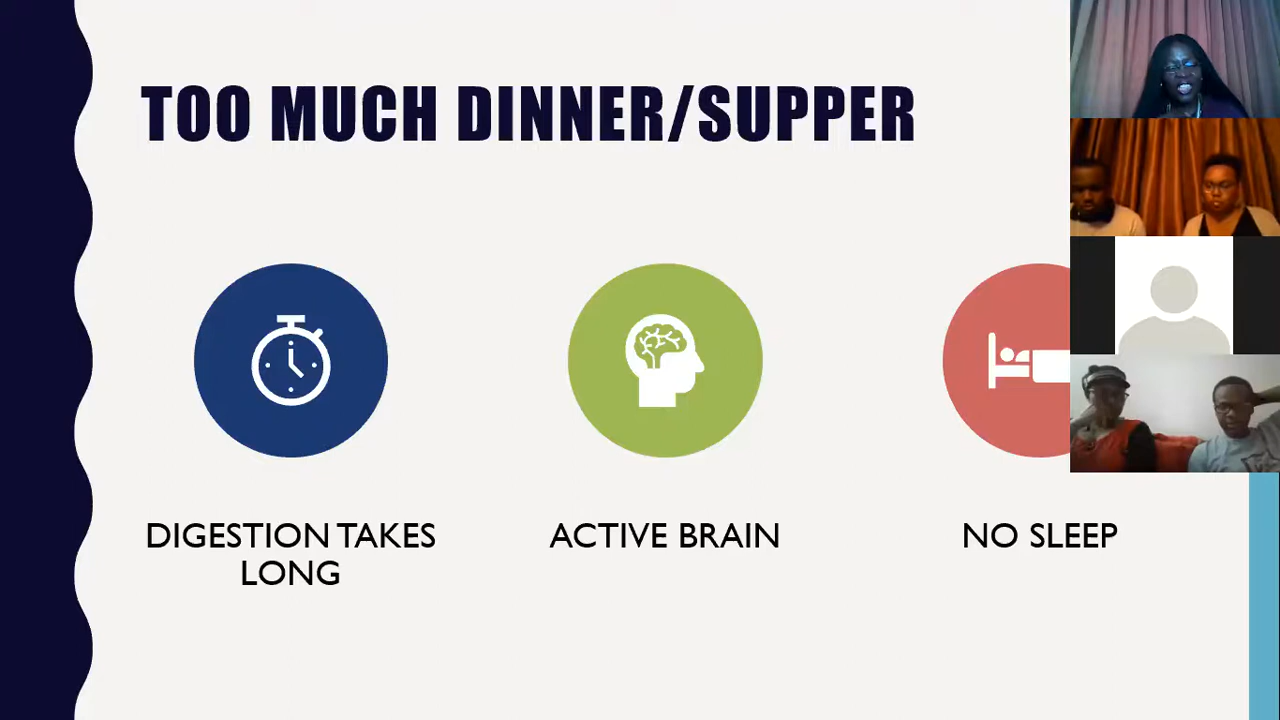 TOO MUCH DINNER/SUPPER
DIGESTION TAKES
LONG
ACTIVE BRAIN
NO SLEEP